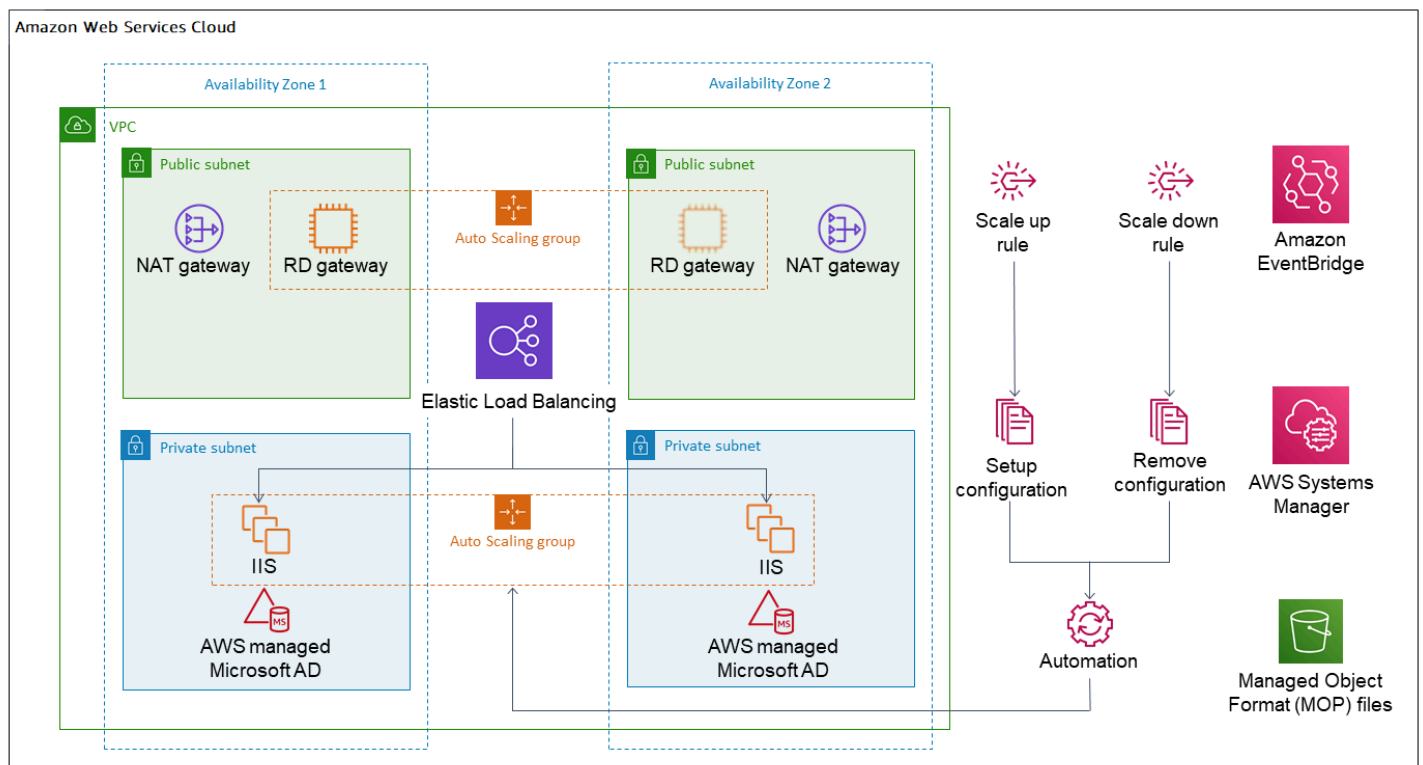 Amazon Web Services Cloud
Availability Zone 1
Availability Zone 2
VPC
Public subnet
Public subnet
NAT gateway
RD gateway
Auto Scaling group
RD gateway
NAT gateway
Scale up
rule
Scale down
rule
Amazon
EventBridge
Elastic Load Balancing
Private subnet
Private subnet
IIS
Auto Scaling group
IIS
MS
AWS managed
Microsoft AD
MS
AWS managed
Microsoft AD
Setup
configuration
Remove
configuration
AWS Systems
Manager
Automation
Managed Object
Format (MOP) files